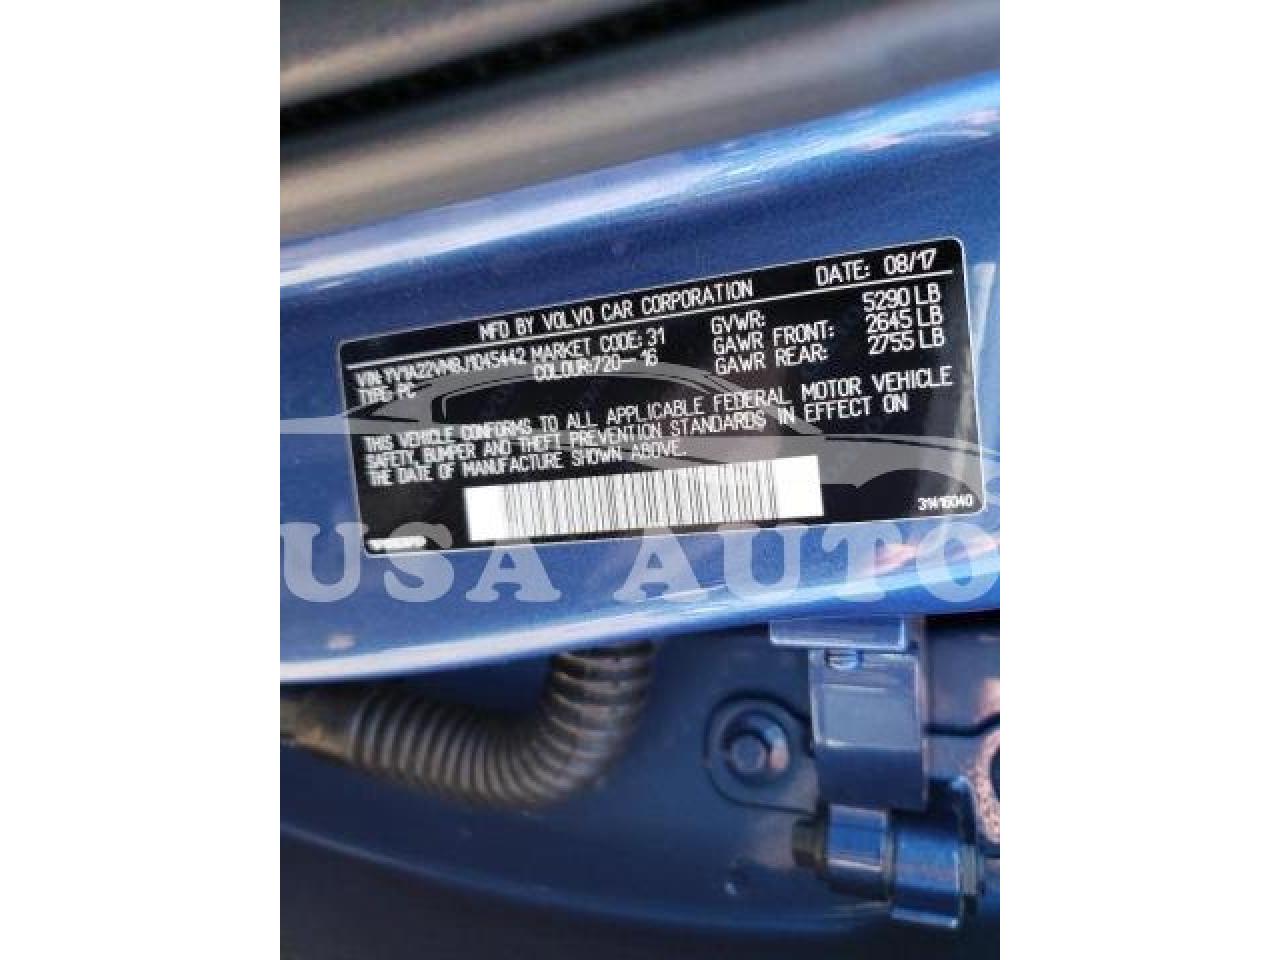 MFD BY VOLVO CAR CORPORATION DATE: 08/17
VIN: YV1A22VM8J1045442 MARKET CODE: 31 GVWR: 5290 LB
TYPE: PC COLOUR:720-16 GAWR FRONT: 2645 LB
GAWR REAR: 2755 LB
THIS VEHICLE CONFORMS TO ALL APPLICABLE FEDERAL MOTOR VEHICLE
SAFETY, BUMPER AND THEFT PREVENTION STANDARDS IN EFFECT ON
THE DATE OF MANUFACTURE SHOWN ABOVE.
31416040
USA AUTO